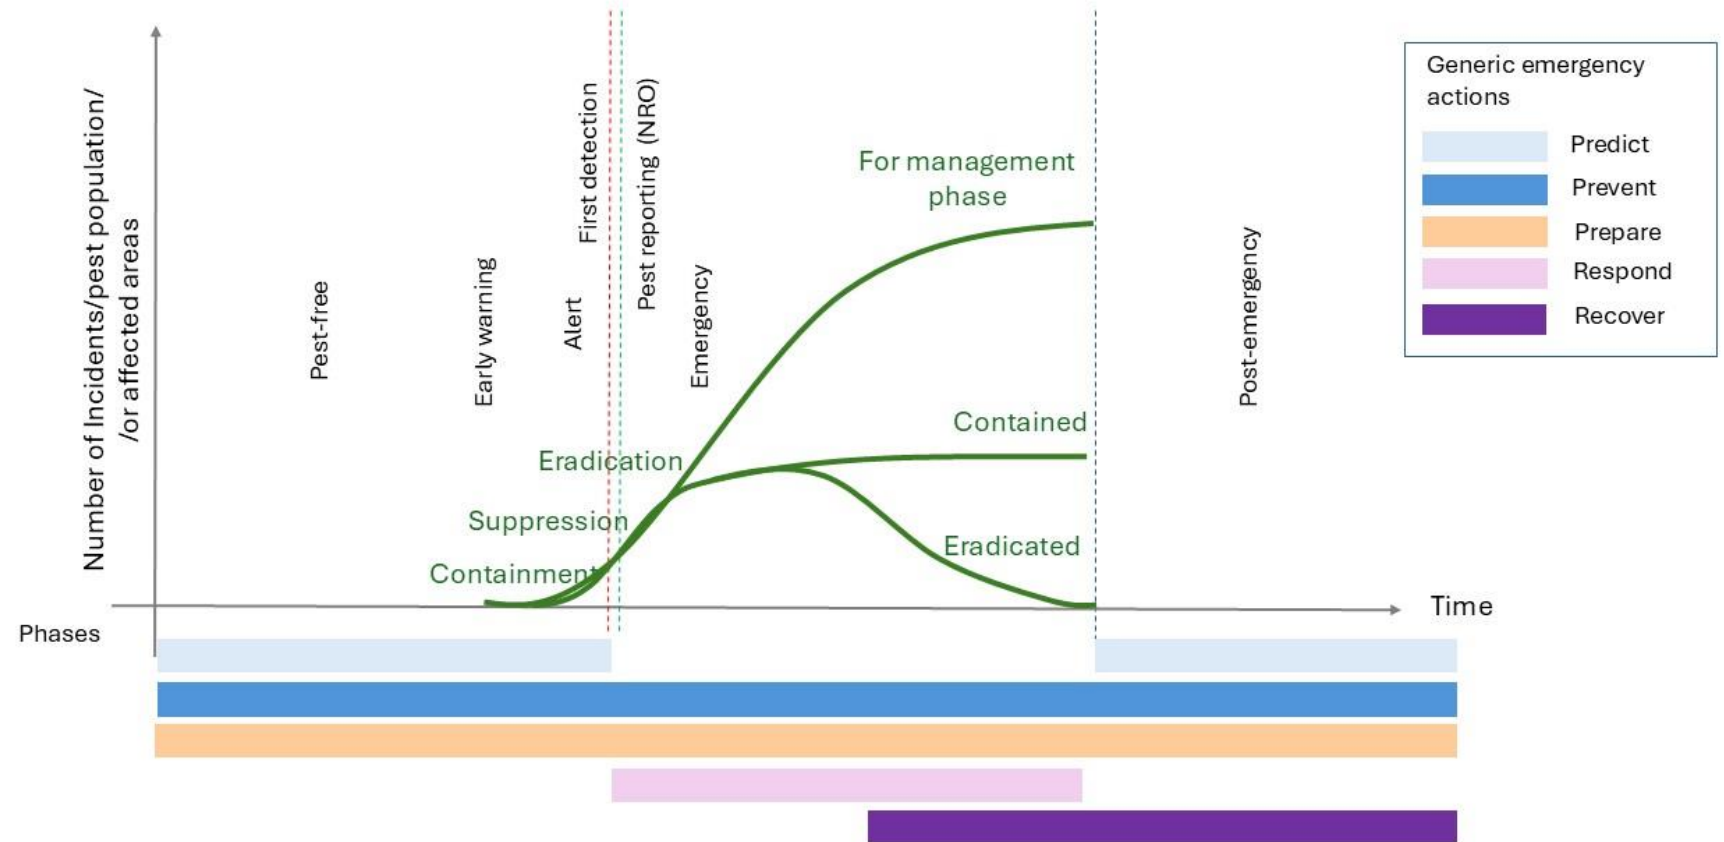 Number of Incidents/pest population/
/or affected areas
Pest-free
Early warning
Alert
First detection
Pest reporting (NRO)
Emergency
For management
phase
Contained
Eradication
Suppression
Containment
Eradicated
Post-emergency
Time
Phases
Generic emergency
actions
Predict
Prevent
Prepare
Respond
Recover